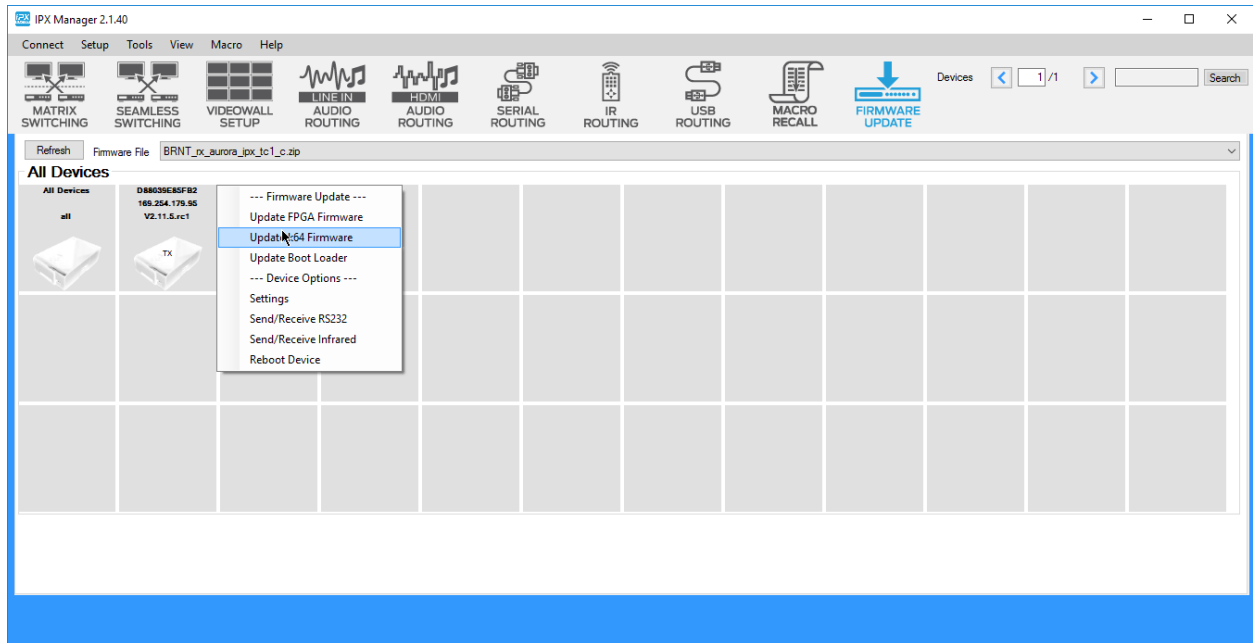 IPX Manager 2.1.40
Connect Setup Tools View Macro Help
MATRIX SWITCHING
SEAMLESS SWITCHING
VIDEOWALL SETUP
LINE IN AUDIO ROUTING
HDMI AUDIO ROUTING
SERIAL ROUTING
IR ROUTING
USB ROUTING
MACRO RECALL
FIRMWARE UPDATE
Devices 1 /1 Search
Refresh Firmware File BRNT_rx_aurora_ipx_tc1_c.zip
All Devices
All Devices
all
D88039E85FB2
169.254.179.95
V2.11.5.rc1
TX
--- Firmware Update ---
Update FPGA Firmware
Update :64 Firmware
Update Boot Loader
--- Device Options ---
Settings
Send/Receive RS232
Send/Receive Infrared
Reboot Device